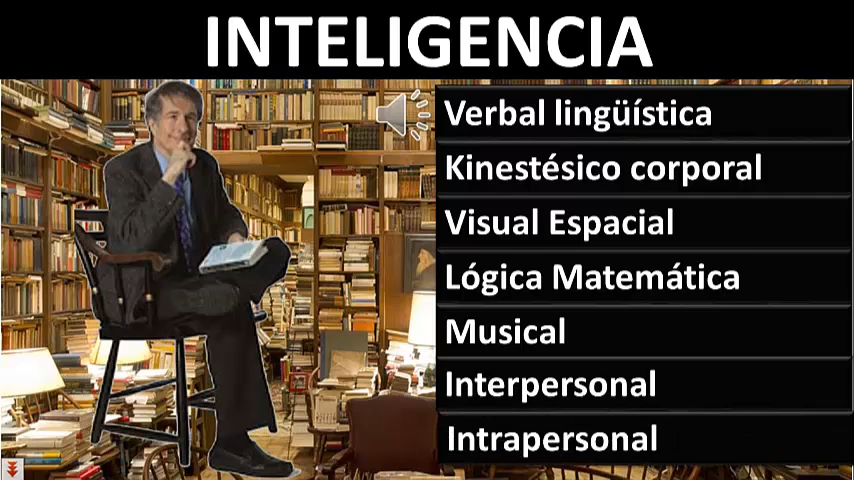 INTELIGENCIA
Verbal lingüística
Kinestésico corporal
Visual Espacial
Lógica Matemática
Musical
Interpersonal
Intrapersonal